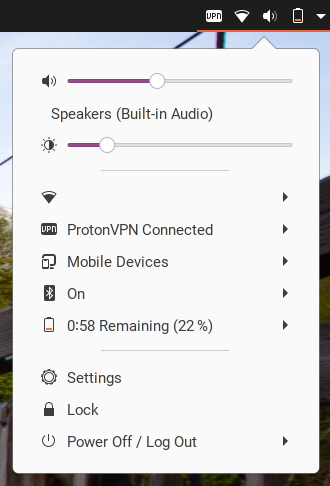 VPN
Speakers (Built-in Audio)
VPN ProtonVPN Connected
Mobile Devices
On
0:58 Remaining (22 %)
Settings
Lock
Power Off / Log Out